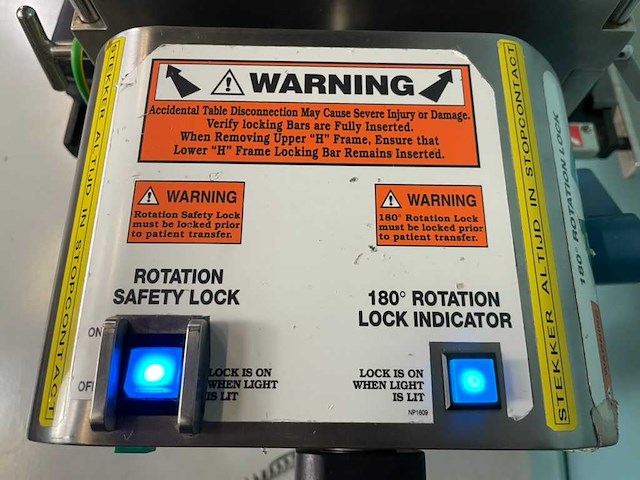 WARNING
Accidental Table Disconnection May Cause Severe Injury or Damage.
Verify locking Bars are Fully Inserted.
When Removing Upper "H" Frame, Ensure that
Lower "H" Frame Locking Bar Remains Inserted.
WARNING
Rotation Safety Lock
must be locked prior
to patient transfer.
WARNING
180° Rotation Lock
must be locked prior
to patient transfer.
ROTATION
SAFETY LOCK
ON
OFF
LOCK IS ON
WHEN LIGHT
IS LIT
180° ROTATION
LOCK INDICATOR
LOCK IS ON
WHEN LIGHT
IS LIT
NP1609
STEKKER ALTIJD IN STOPCONTACT
STEKKER ALTIJD IN STOPCONTACT
180° ROTATION LOCK